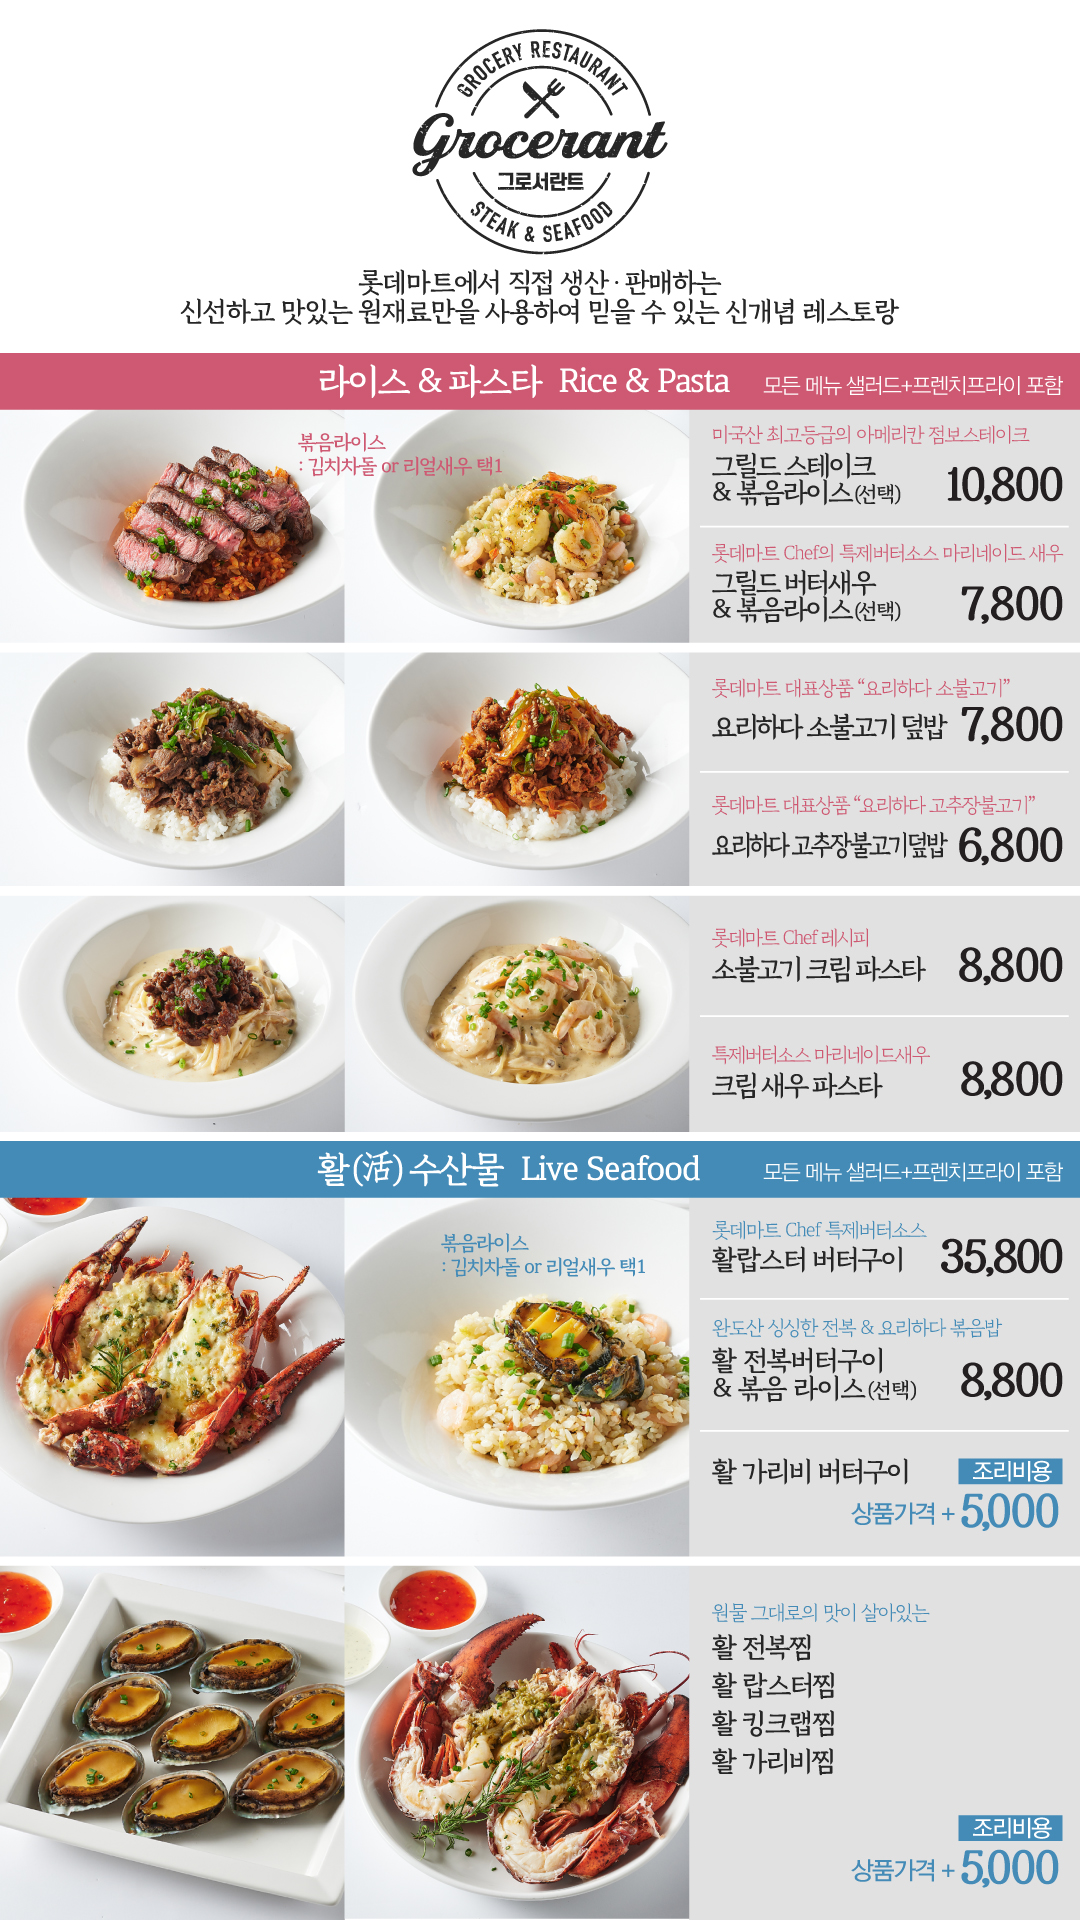 GROCERY RESTAURANT
Grocerant
그로서란트
STEAK & SEAFOOD
롯데마트에서 직접 생산·판매하는
신선하고 맛있는 원재료만을 사용하여 믿을 수 있는 신개념 레스토랑
라이스 & 파스타 Rice & Pasta 모든 메뉴 샐러드+프렌치프라이 포함
볶음라이스
: 김치차돌 or 리얼새우 택1
미국산 최고등급의 아메리칸 점보스테이크
그릴드 스테이크
& 볶음라이스(선택) 10,800
롯데마트 Chef의 특제버터소스 마리네이드 새우
그릴드 버터새우
& 볶음라이스(선택) 7,800
롯데마트 대표상품 “요리하다 소불고기”
요리하다 소불고기 덮밥 7,800
롯데마트 대표상품 “요리하다 고추장불고기”
요리하다 고추장불고기덮밥 6,800
롯데마트 Chef 레시피
소불고기 크림 파스타 8,800
특제버터소스 마리네이드새우
크림 새우 파스타 8,800
활(活) 수산물 Live Seafood 모든 메뉴 샐러드+프렌치프라이 포함
볶음라이스
: 김치차돌 or 리얼새우 택1
롯데마트 Chef 특제버터소스
활랍스터 버터구이 35,800
완도산 싱싱한 전복 & 요리하다 볶음밥
활 전복버터구이
& 볶음 라이스(선택) 8,800
활 가리비 버터구이 조리비용
상품가격 + 5,000
원물 그대로의 맛이 살아있는
활 전복찜
활 랍스터찜
활 킹크랩찜
활 가리비찜
조리비용
상품가격 + 5,000